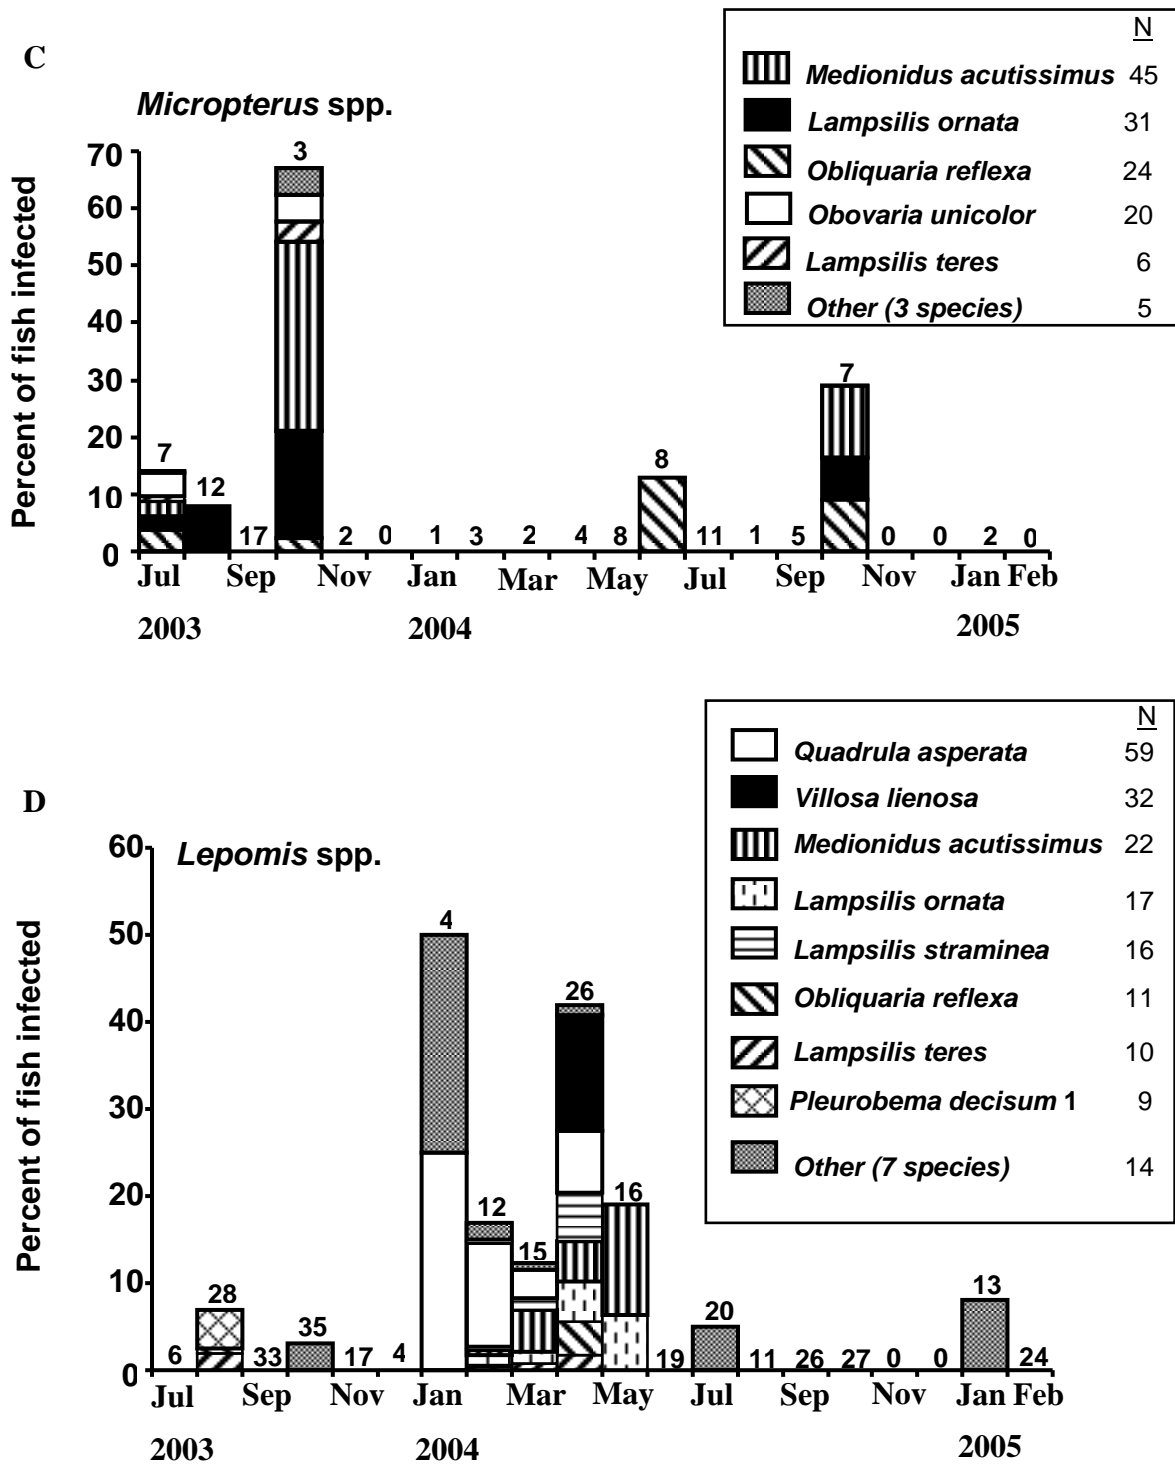 C
Micropterus spp.
N
Medionidus acutissimus 45
Lampsilis ornata 31
Obliquaria reflexa 24
Obovaria unicolor 20
Lampsilis teres 6
Other (3 species) 5
Percent of fish infected
70
60
50
40
30
20
10
0
7 12 17 3 2 0 1 3 2 4 8 8 11 1 5 7 0 0 2 0
Jul Sep Nov Jan Mar May Jul Sep Nov Jan Feb
2003 2004 2005
D
Lepomis spp.
N
Quadrula asperata 59
Villosa lienosa 32
Medionidus acutissimus 22
Lampsilis ornata 17
Lampsilis straminea 16
Obliquaria reflexa 11
Lampsilis teres 10
Pleurobema decisum 1 9
Other (7 species) 14
Percent of fish infected
60
50
40
30
20
10
0
6 28 33 35 17 4 4 12 15 26 16 19 20 11 26 27 0 0 13 24
Jul Sep Nov Jan Mar May Jul Sep Nov Jan Feb
2003 2004 2005